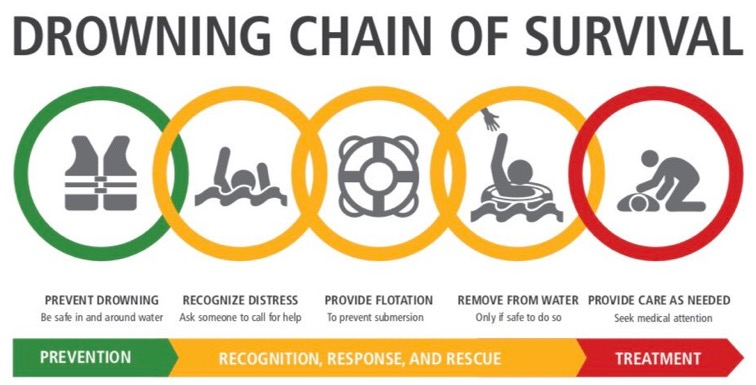 DROWNING CHAIN OF SURVIVAL
PREVENT DROWNING
Be safe in and around water
RECOGNIZE DISTRESS
Ask someone to call for help
PROVIDE FLOTATION
To prevent submersion
REMOVE FROM WATER
Only if safe to do so
PROVIDE CARE AS NEEDED
Seek medical attention
PREVENTION
RECOGNITION, RESPONSE, AND RESCUE
TREATMENT